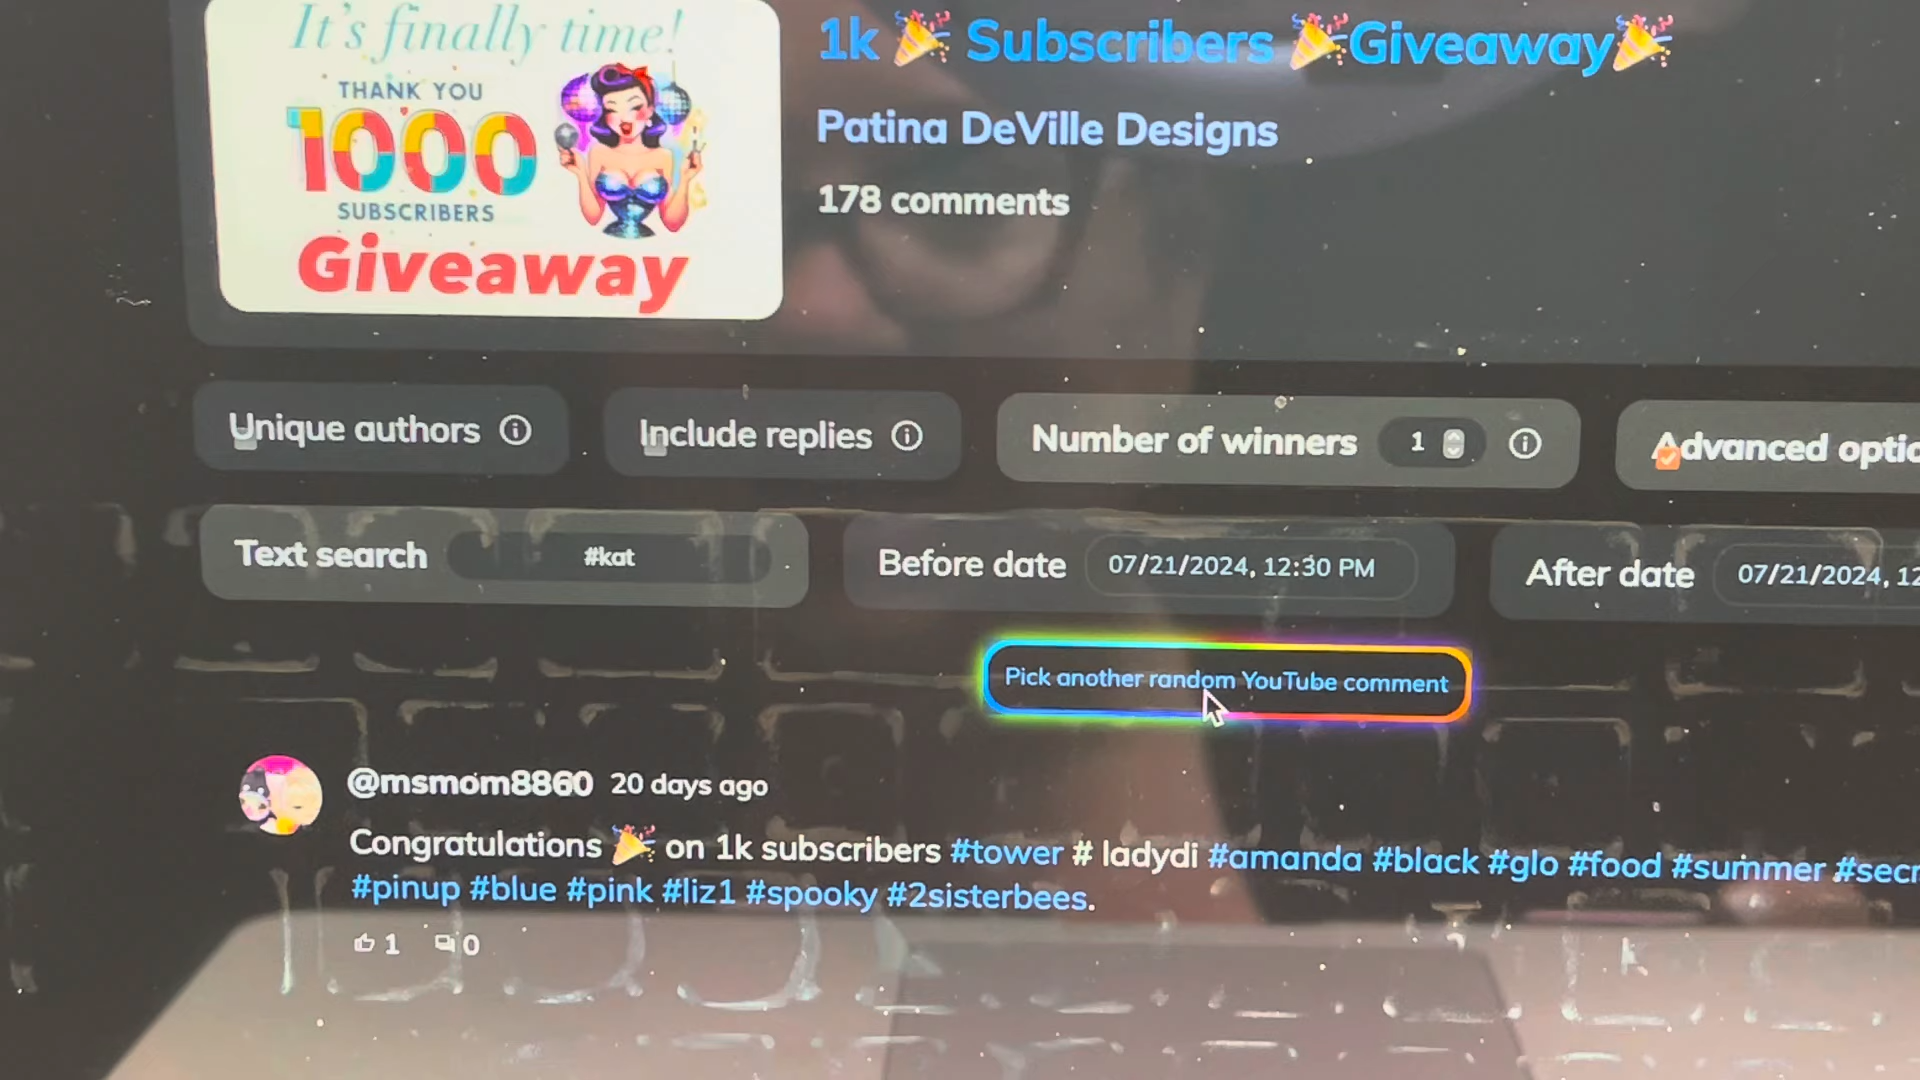 It's finally time!
THANK YOU
1000
SUBSCRIBERS
Giveaway
1k 🎉 Subscribers 🎉Giveaway🎉
Patina DeVille Designs
178 comments
Unique authors
Include replies
Number of winners 1
Advanced
Text search #kat
Before date 07/21/2024, 12:30 PM
After date 07/21/2024,
Pick another random YouTube comment
@msmom8860 20 days ago
Congratulations 🎉 on 1k subscribers #tower # ladydi #amanda #black #glo #food #summer
#pinup #blue #pink #liz1 #spooky #2sisterbees.
1 0